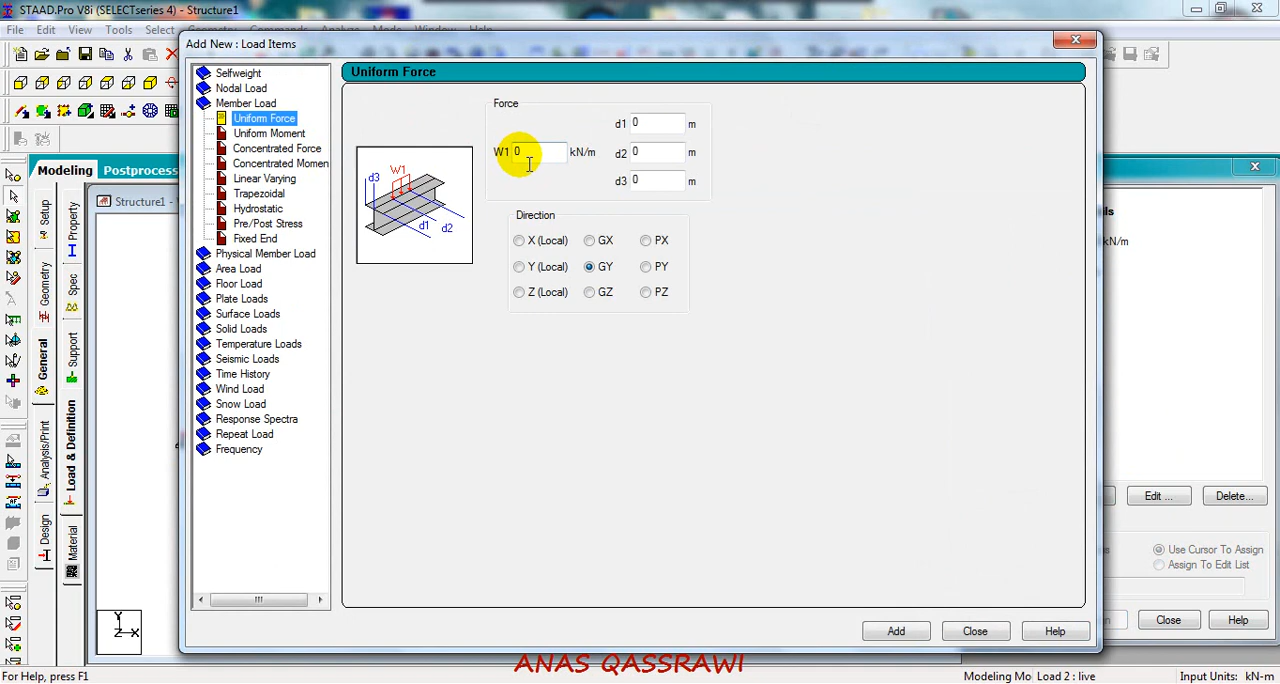 STAAD.Pro V8i (SELECTseries 4) - Structure1
File Edit View Tools Select Geometry Commands Analyze Mode Window Help
Add New : Load Items
Selfweight
Nodal Load
Member Load
Uniform Force
Uniform Moment
Concentrated Force
Concentrated Momen
Linear Varying
Trapezoidal
Hydrostatic
Pre/Post Stress
Fixed End
Physical Member Load
Area Load
Floor Load
Plate Loads
Surface Loads
Solid Loads
Temperature Loads
Seismic Loads
Time History
Wind Load
Snow Load
Response Spectra
Repeat Load
Frequency
Uniform Force
Force
W1 0 kN/m
d1 0 m
d2 0 m
d3 0 m
W1
d3
d1
d2
Direction
X (Local) GX PX
Y (Local) GY PY
Z (Local) GZ PZ
Add Close Help
Modeling Postprocess
Structure1 -
Setup
Geometry
General
Analysis/Print
Design
Property
Spec
Support
Load & Definition
Material
Y
Z X
kN/m
Edit ... Delete...
Use Cursor To Assign
Assign To Edit List
Close Help
ANAS QASSRAWI
For Help, press F1
Modeling Mo Load 2 : live Input Units: kN-m